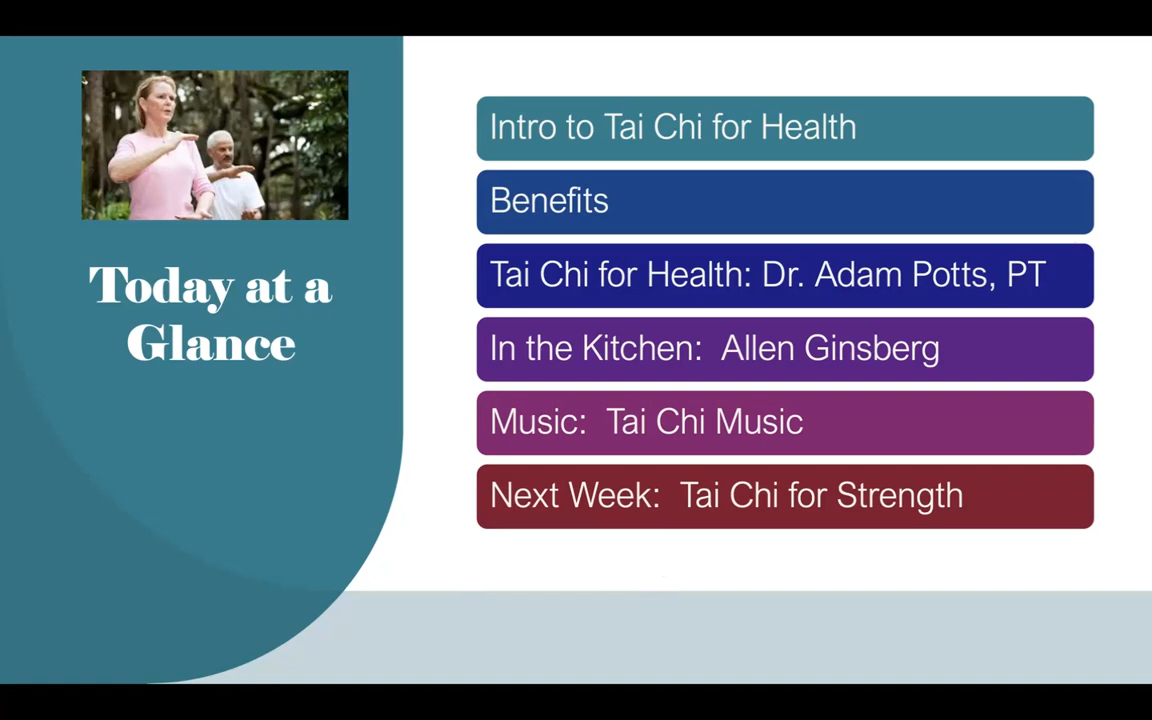 Today at a
Glance
Intro to Tai Chi for Health
Benefits
Tai Chi for Health: Dr. Adam Potts, PT
In the Kitchen:  Allen Ginsberg
Music:  Tai Chi Music
Next Week:  Tai Chi for Strength